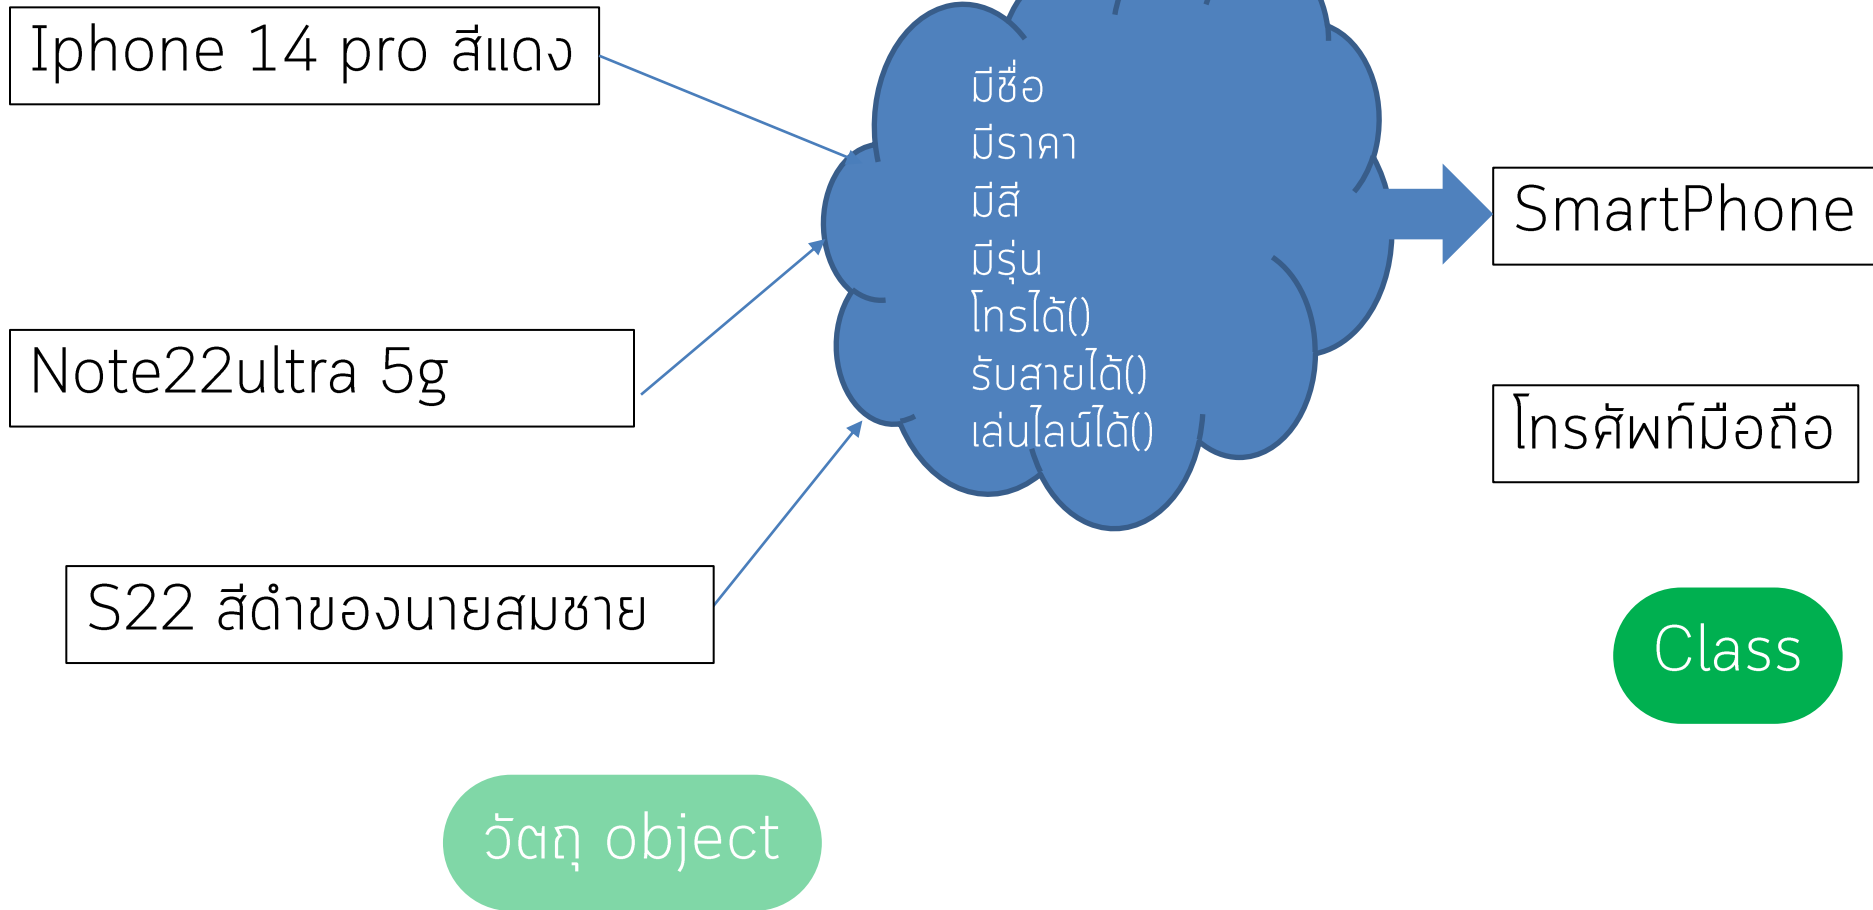 Iphone 14 pro สีแดง
มีชื่อ
มีราคา
มีสี
มีรุ่น
โทรได้()
รับสายได้()
เล่นไลน์ได้()
SmartPhone
Note22ultra 5g
โทรศัพท์มือถือ
S22 สีดำของนายสมชาย
Class
วัตถุ object